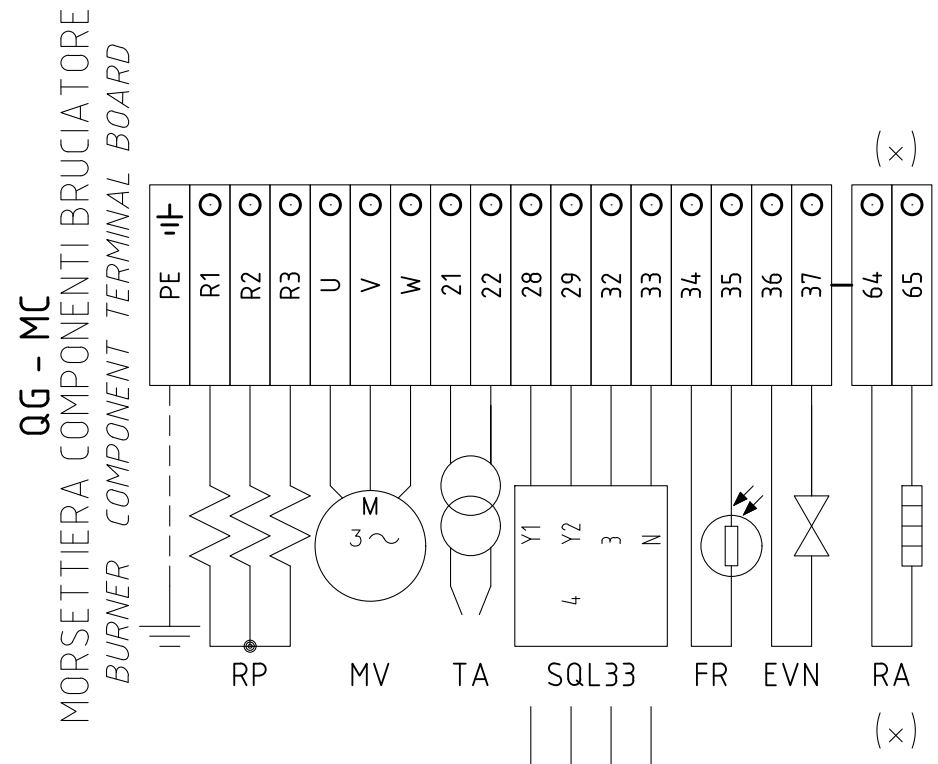 QG - MC
MORSETTIERA COMPONENTI BRUCIATORE
BURNER COMPONENT TERMINAL BOARD
(x)
PE R1 R2 R3 U V W 21 22 28 29 32 33 34 35 36 37 64 65
M
3~
Y1 Y2 3 N
4
RP MV TA SQL33 FR EVN RA
(x)